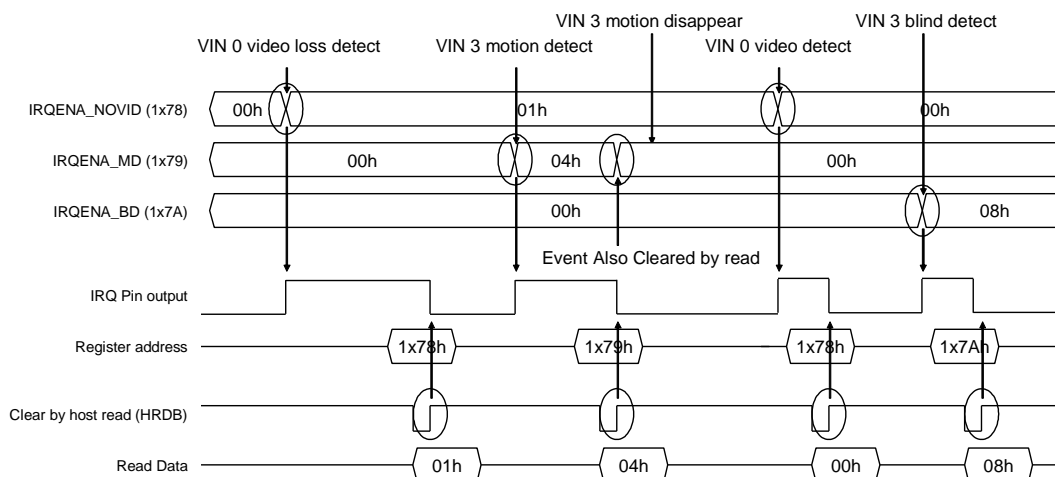 VIN 3 motion disappear
VIN 3 blind detect
VIN 0 video loss detect
VIN 3 motion detect
VIN 0 video detect
IRQENA_NOVID (1x78)
00h
01h
00h
IRQENA_MD (1x79)
00h
04h
00h
IRQENA_BD (1x7A)
00h
08h
Event Also Cleared by read
IRQ Pin output
Register address
1x78h
1x79h
1x78h
1x7Ah
Clear by host read (HRDB)
Read Data
01h
04h
00h
08h